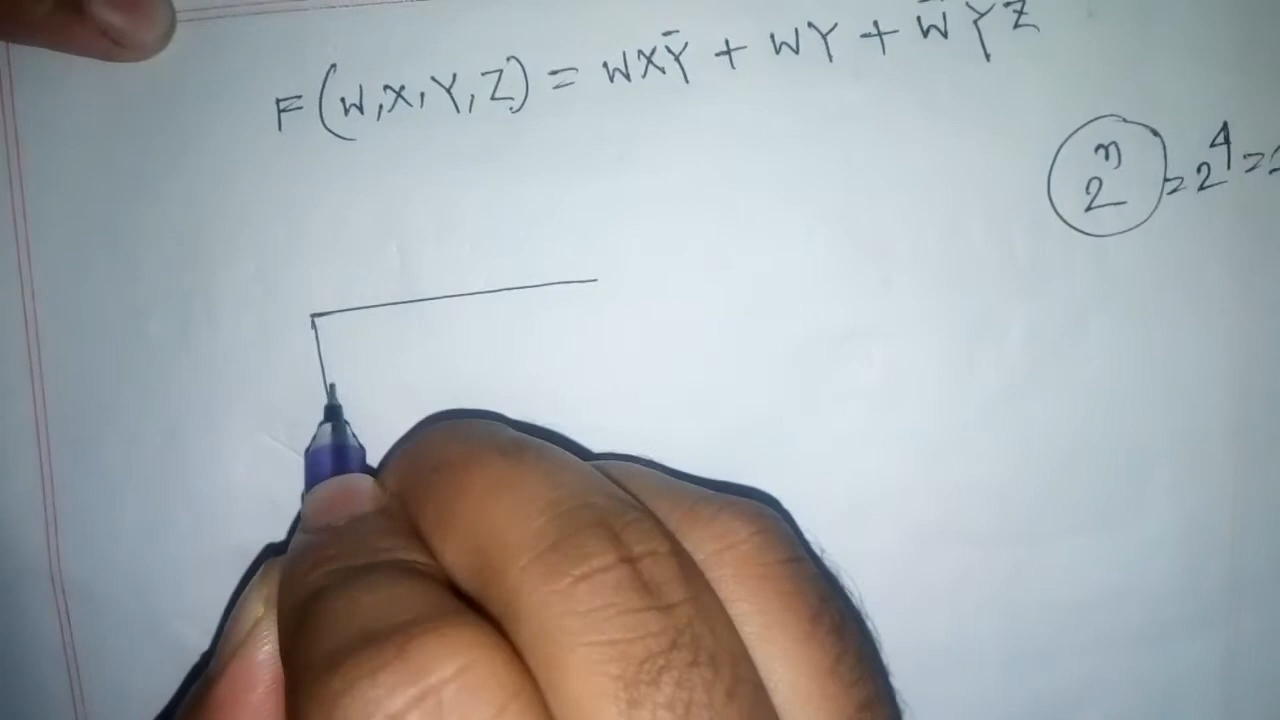 F(W,X,Y,Z) = WXȲ + WY + W̄YZ
2ⁿ = 2⁴ =